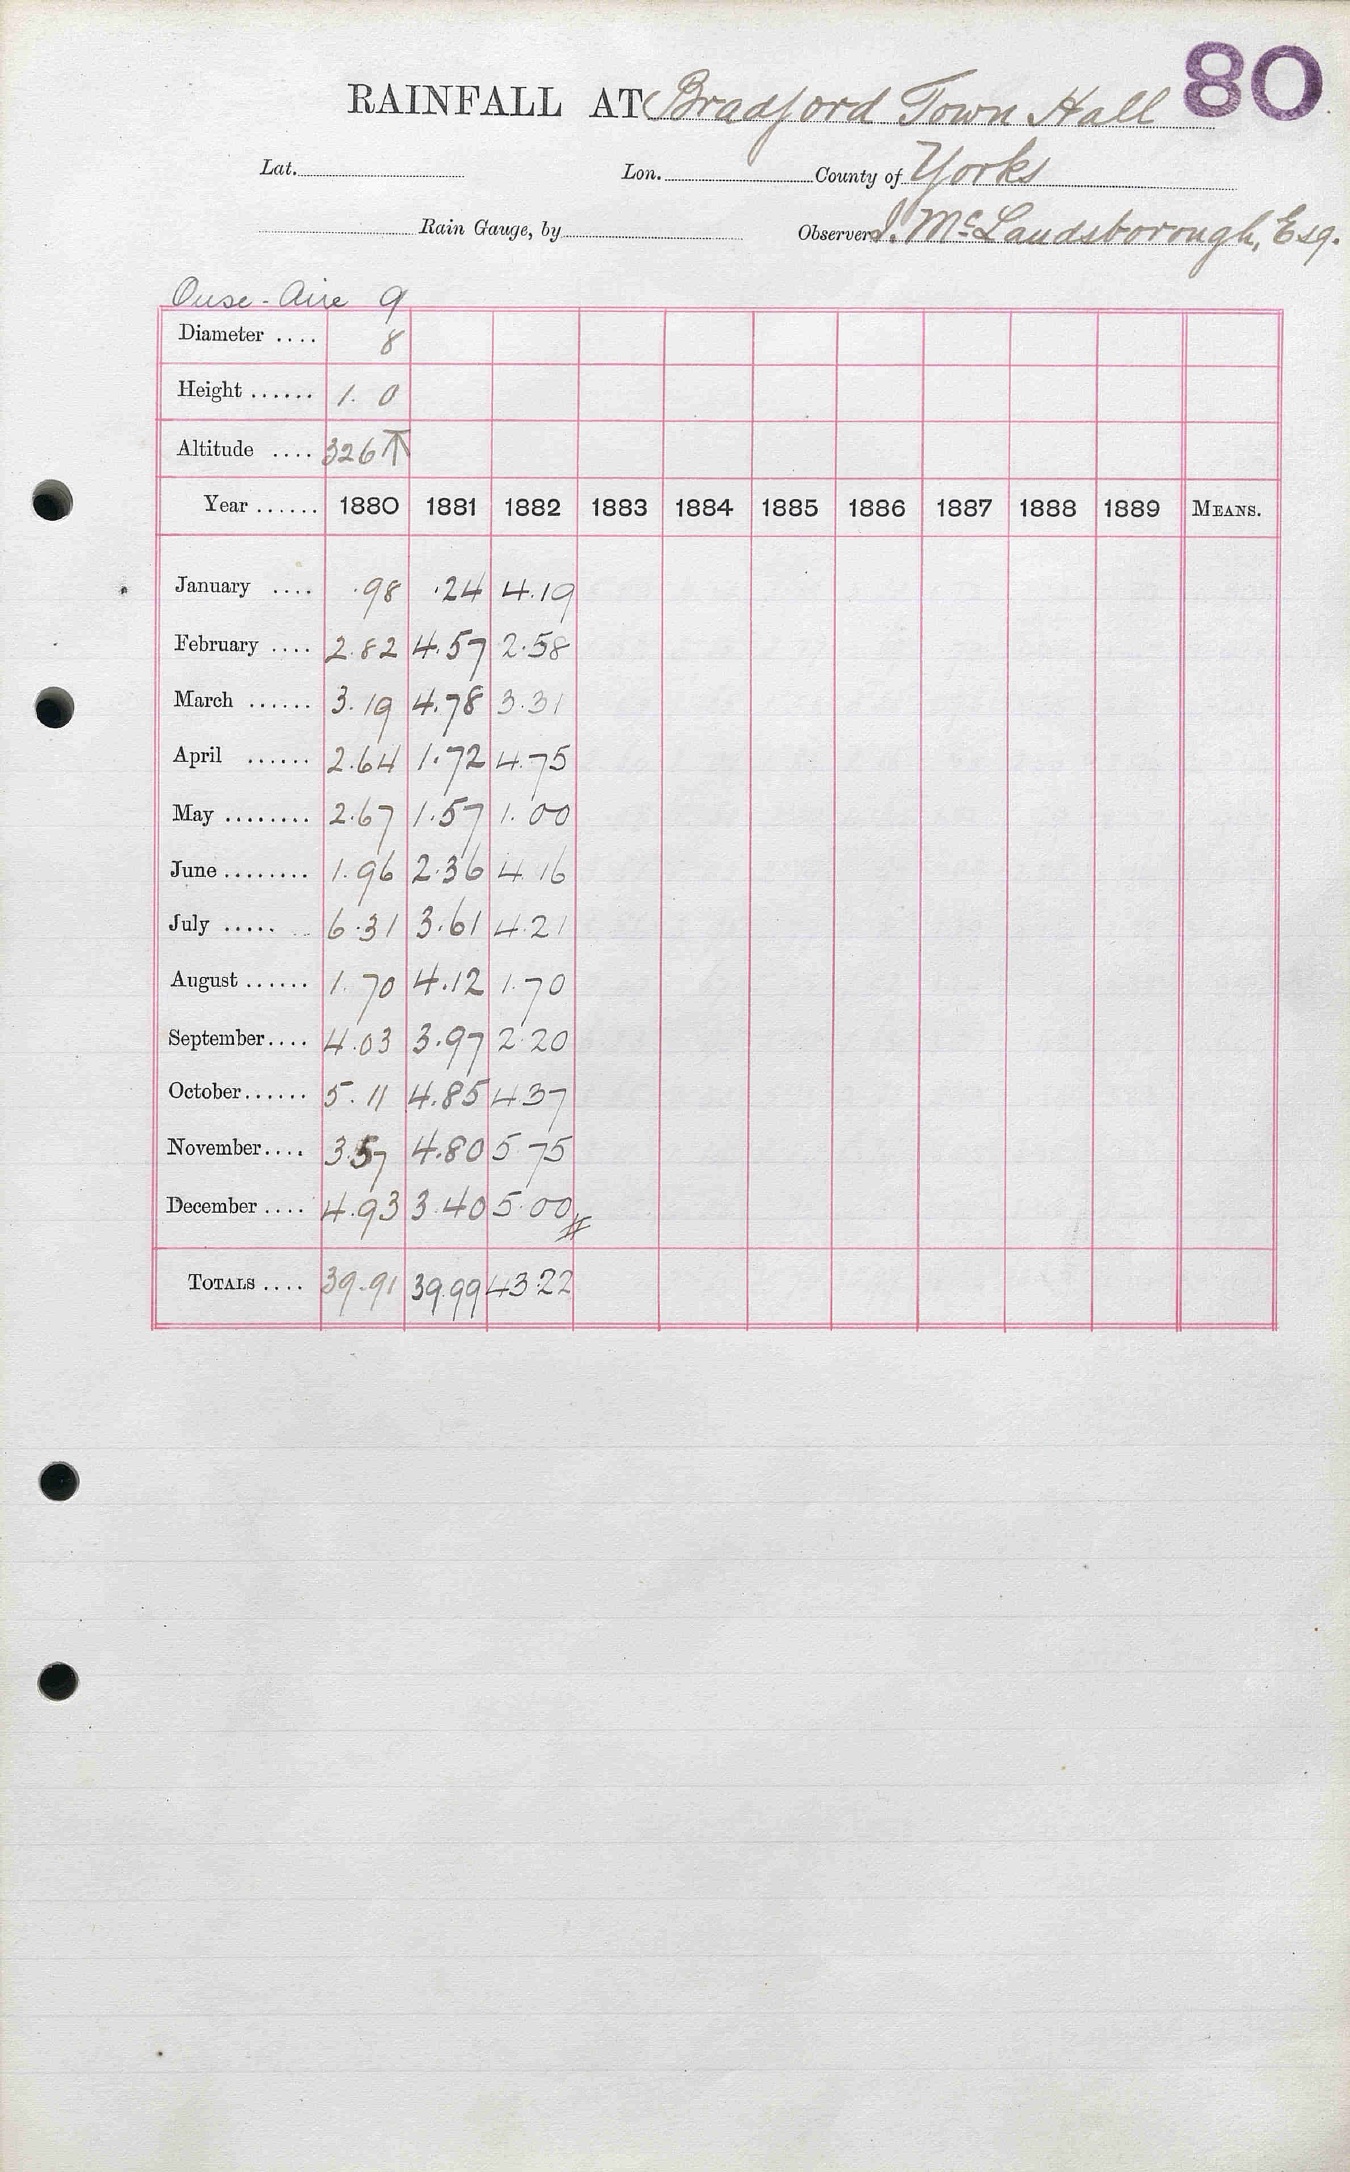 80
RAINFALL AT Bradford Town Hall
Lat. Lon. County of Yorks
Rain Gauge, by Observer J. McLandsborough, Esq.
Ouse-Aire 9
Diameter .... 8
Height ...... 1. 0
Altitude .... 326 T
Year ...... 1880 1881 1882 1883 1884 1885 1886 1887 1888 1889 MEANS.
January .... .98 .24 4.19
February .... 2.82 4.57 2.58
March ...... 3.19 4.78 3.31
April ...... 2.64 1.72 4.75
May ........ 2.67 1.57 1.00
June ........ 1.96 2.36 4.16
July ..... .. 6.31 3.61 4.21
August ...... 1.70 4.12 1.70
September.... 4.03 3.97 2.20
October...... 5.11 4.85 4.37
November.... 3.57 4.80 5.75
December .... 4.93 3.40 5.00 #
TOTALS .... 39.91 39.99 43.22